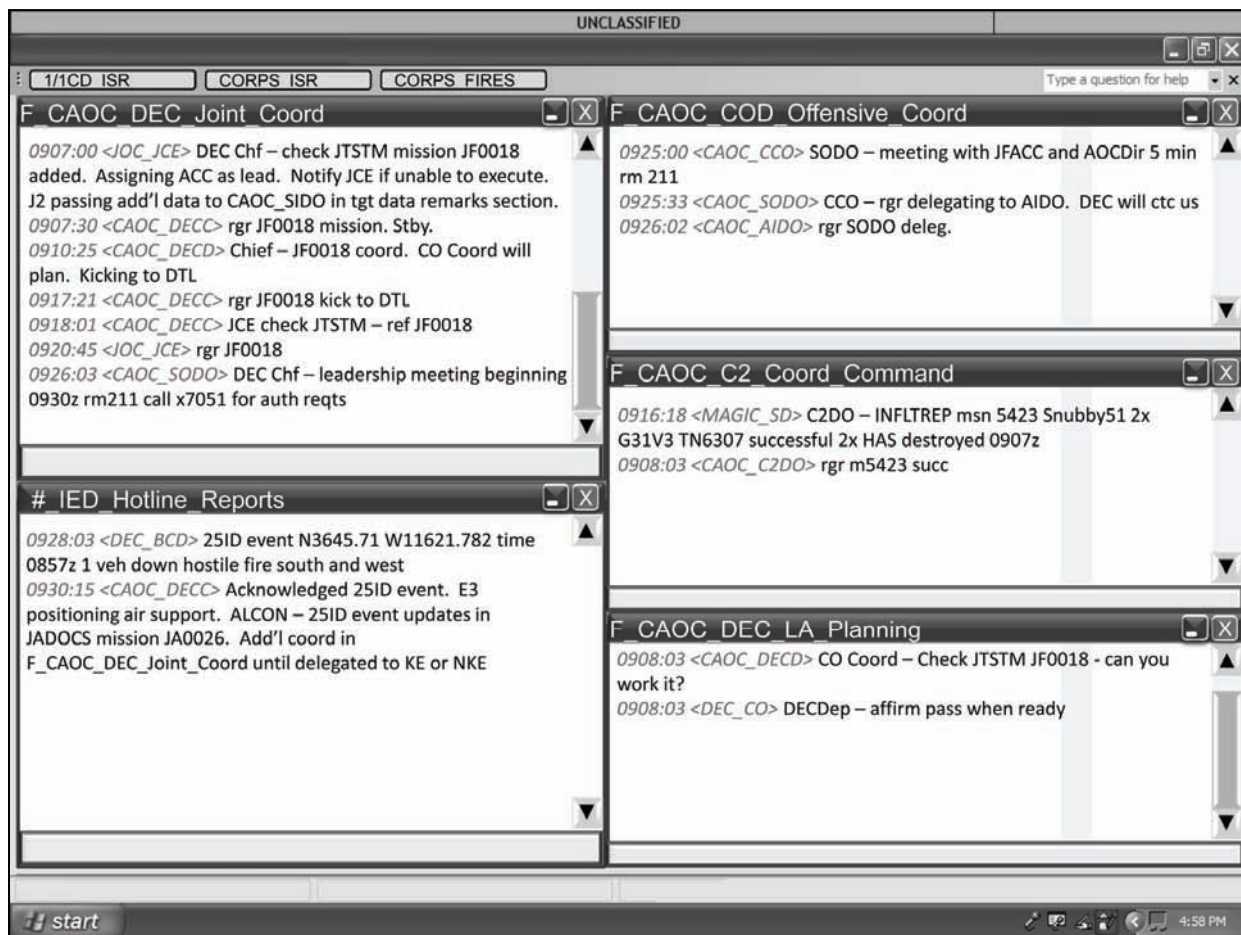 UNCLASSIFIED
Type a question for help
1/1CD ISR
CORPS ISR
CORPS FIRES
F_CAOC_DEC_Joint_Coord
0907:00 <JOC_JCE> DEC Chf – check JTSTM mission JF0018
added. Assigning ACC as lead. Notify JCE if unable to execute.
J2 passing add'l data to CAOC_SIDO in tgt data remarks section.
0907:30 <CAOC_DECC> rgr JF0018 mission. Stby.
0910:25 <CAOC_DECD> Chief – JF0018 coord. CO Coord will
plan. Kicking to DTL
0917:21 <CAOC_DECC> rgr JF0018 kick to DTL
0918:01 <CAOC_DECC> JCE check JTSTM – ref JF0018
0920:45 <JOC_JCE> rgr JF0018
0926:03 <CAOC_SODO> DEC Chf – leadership meeting beginning
0930z rm211 call x7051 for auth reqts
#_IED_Hotline_Reports
0928:03 <DEC_BCD> 25ID event N3645.71 W11621.782 time
0857z 1 veh down hostile fire south and west
0930:15 <CAOC_DECC> Acknowledged 25ID event. E3
positioning air support. ALCON – 25ID event updates in
JADOCS mission JA0026. Add'l coord in
F_CAOC_DEC_Joint_Coord until delegated to KE or NKE
F_CAOC_COD_Offensive_Coord
0925:00 <CAOC_CCO> SODO – meeting with JFACC and AOCDir 5 min
rm 211
0925:33 <CAOC_SODO> CCO – rgr delegating to AIDO. DEC will ctc us
0926:02 <CAOC_AIDO> rgr SODO deleg.
F_CAOC_C2_Coord_Command
0916:18 <MAGIC_SD> C2DO – INFLTREP msn 5423 Snubby51 2x
G31V3 TN6307 successful 2x HAS destroyed 0907z
0908:03 <CAOC_C2DO> rgr m5423 succ
F_CAOC_DEC_LA_Planning
0908:03 <CAOC_DECD> CO Coord – Check JTSTM JF0018 - can you
work it?
0908:03 <DEC_CO> DECDep – affirm pass when ready
start
4:58 PM